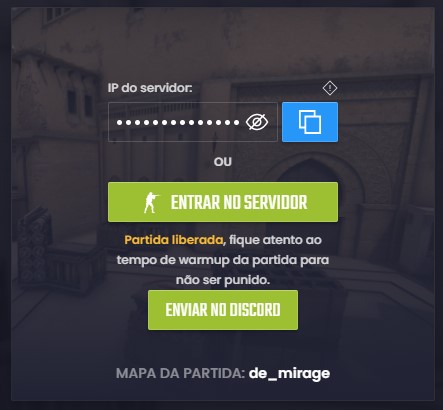 IP do servidor:
••••••••••••••
OU
ENTRAR NO SERVIDOR
Partida liberada, fique atento ao
tempo de warmup da partida para
não ser punido.
ENVIAR NO DISCORD
MAPA DA PARTIDA: de_mirage